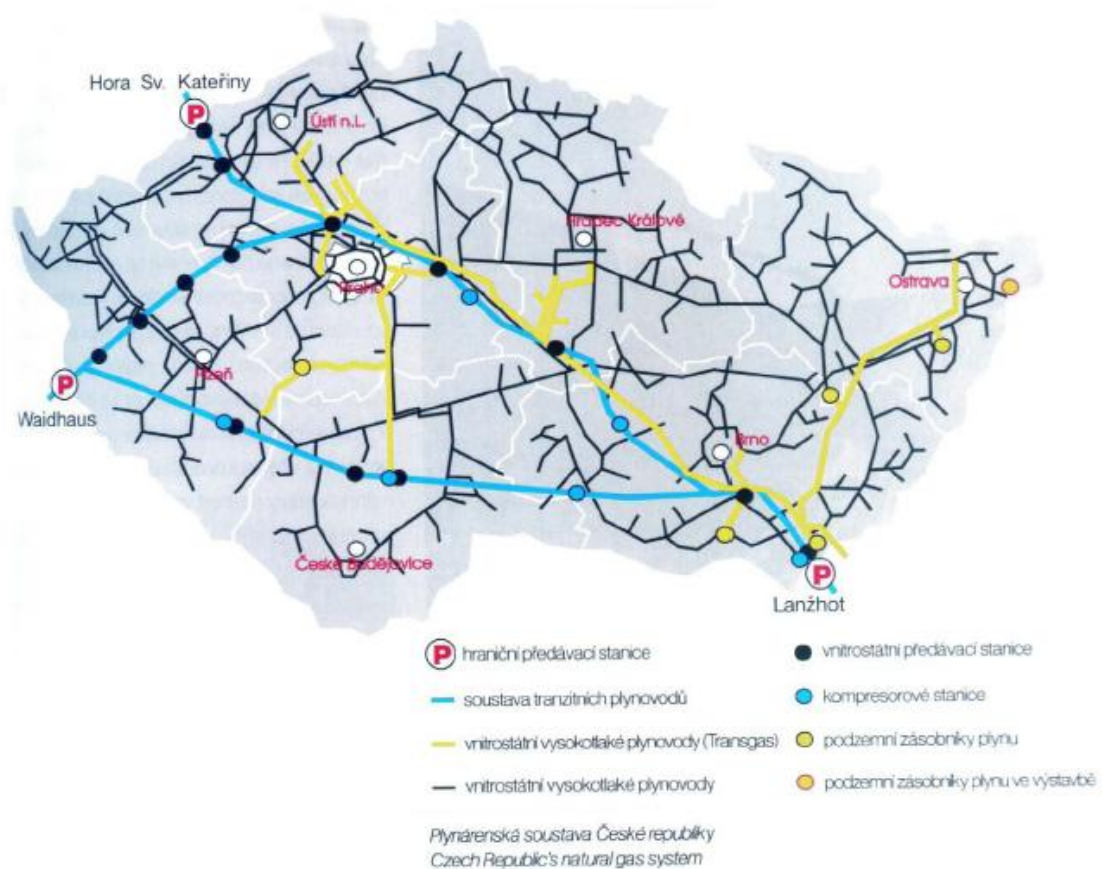 Hora Sv. Kateřiny
P
Ústí n.L.
Hradec Králové
Praha
Ostrava
P
Plzeň
Waidhaus
Brno
České Budějovice
P
Lanžhot
P hraniční předávací stanice
vnitrostátní předávací stanice
soustava tranzitních plynovodů
kompresorové stanice
vnitrostátní vysokotlaké plynovody (Transgas)
podzemní zásobníky plynu
vnitrostátní vysokotlaké plynovody
podzemní zásobníky plynu ve výstavbě
Plynárenská soustava České republiky
Czech Republic's natural gas system